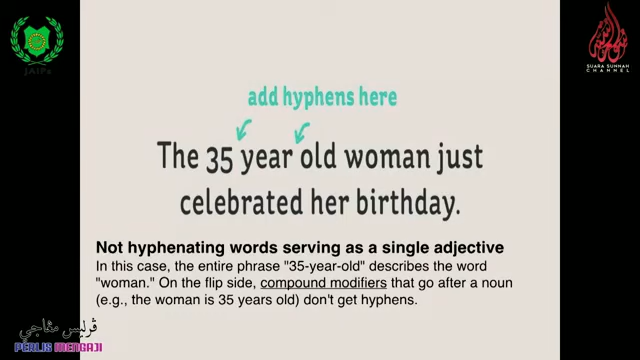 JAIPs
SUARA SUNNAH
CHANNEL
add hyphens here
The 35 year old woman just
celebrated her birthday.
Not hyphenating words serving as a single adjective
In this case, the entire phrase "35-year-old" describes the word
"woman." On the flip side, compound modifiers that go after a noun
(e.g., the woman is 35 years old) don't get hyphens.
ڤرليس مڠاجي
PERLIS MENGAJI